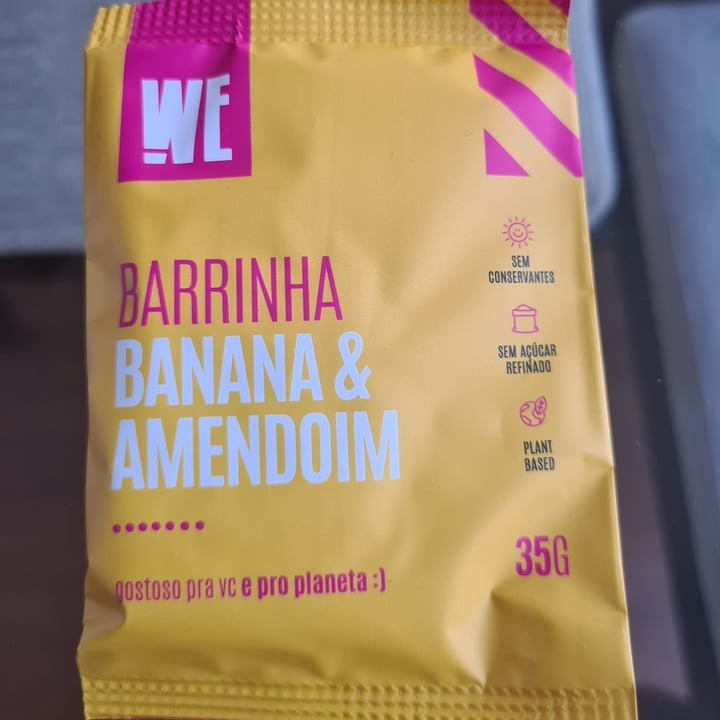 WE
BARRINHA
BANANA &
AMENDOIM
gostoso pra vc e pro planeta :)
SEM
CONSERVANTES
SEM AÇÚCAR
REFINADO
PLANT
BASED
35G